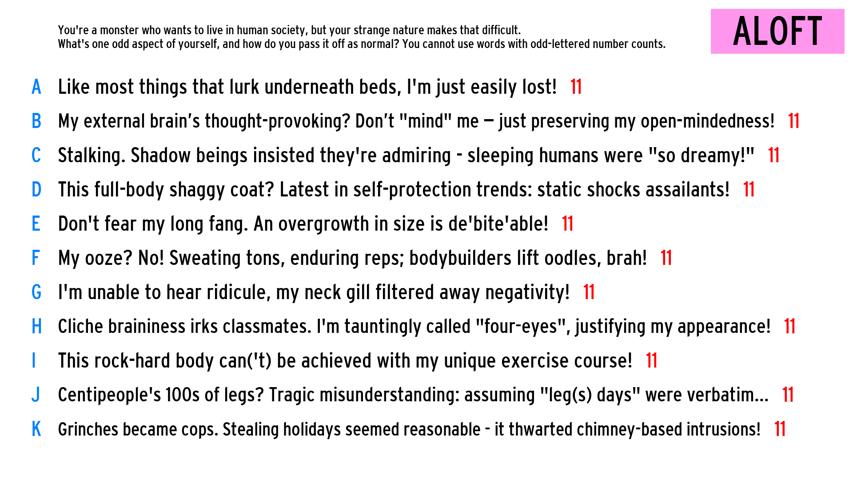 You're a monster who wants to live in human society, but your strange nature makes that difficult.
What's one odd aspect of yourself, and how do you pass it off as normal? You cannot use words with odd-lettered number counts.
ALOFT
A Like most things that lurk underneath beds, I'm just easily lost! 11
B My external brain's thought-provoking? Don't "mind" me – just preserving my open-mindedness! 11
C Stalking. Shadow beings insisted they're admiring - sleeping humans were "so dreamy!" 11
D This full-body shaggy coat? Latest in self-protection trends: static shocks assailants! 11
E Don't fear my long fang. An overgrowth in size is de'bite'able! 11
F My ooze? No! Sweating tons, enduring reps; bodybuilders lift oodles, brah! 11
G I'm unable to hear ridicule, my neck gill filtered away negativity! 11
H Cliche braininess irks classmates. I'm tauntingly called "four-eyes", justifying my appearance! 11
I This rock-hard body can('t) be achieved with my unique exercise course! 11
J Centipeople's 100s of legs? Tragic misunderstanding: assuming "leg(s) days" were verbatim... 11
K Grinches became cops. Stealing holidays seemed reasonable - it thwarted chimney-based intrusions! 11